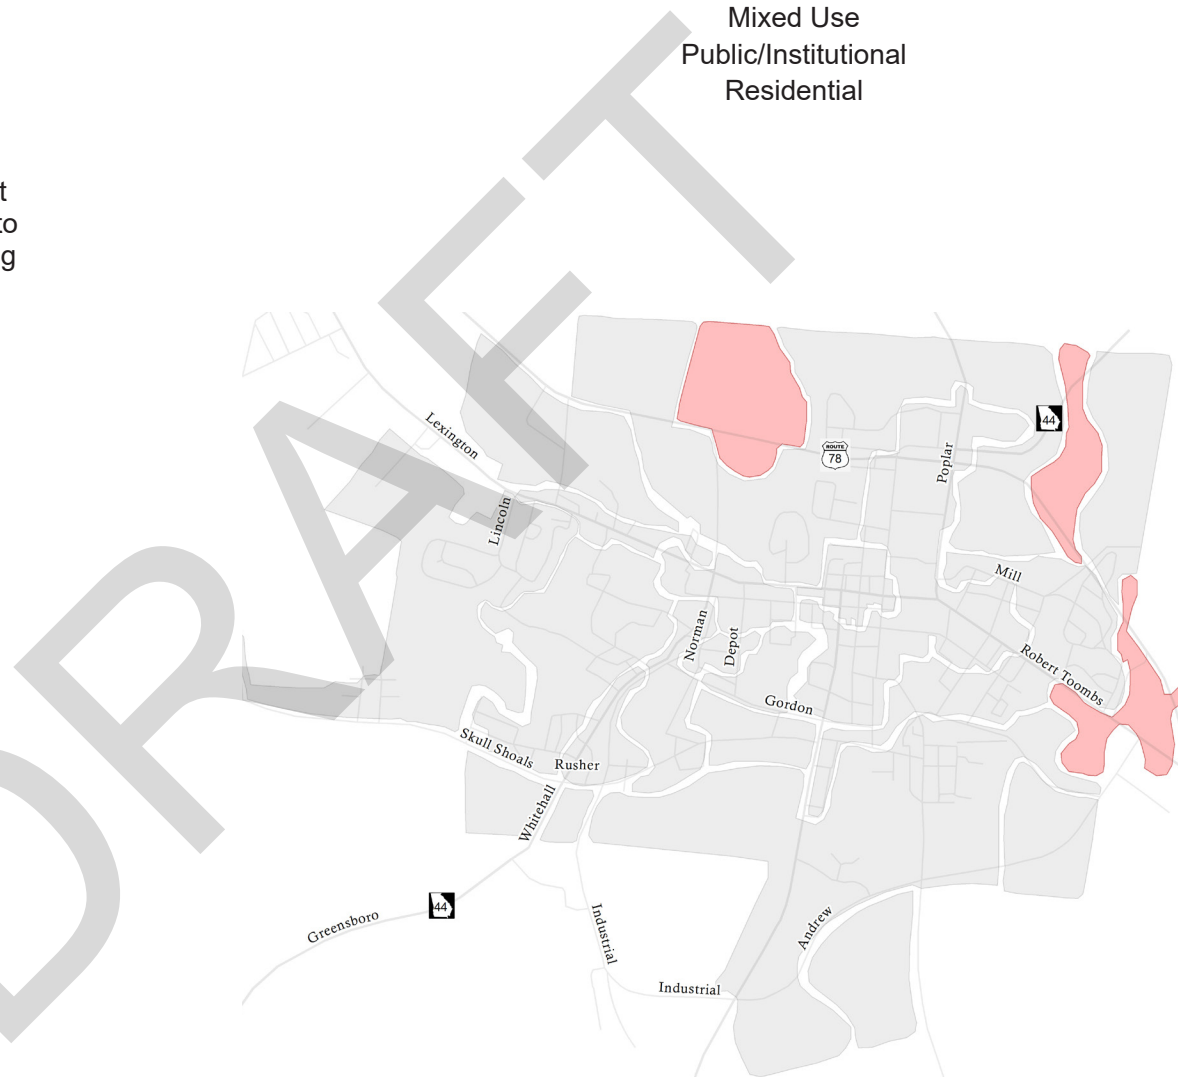 Mixed Use
Public/Institutional
Residential
t
to
g
DRAFT
Lexington
Lincoln
44
ROUTE
78
Poplar
Mill
Norman
Depot
Robert Toombs
Gordon
Skull Shoals
Rusher
Whitehall
44
Greensboro
Industrial
Andrew
Industrial